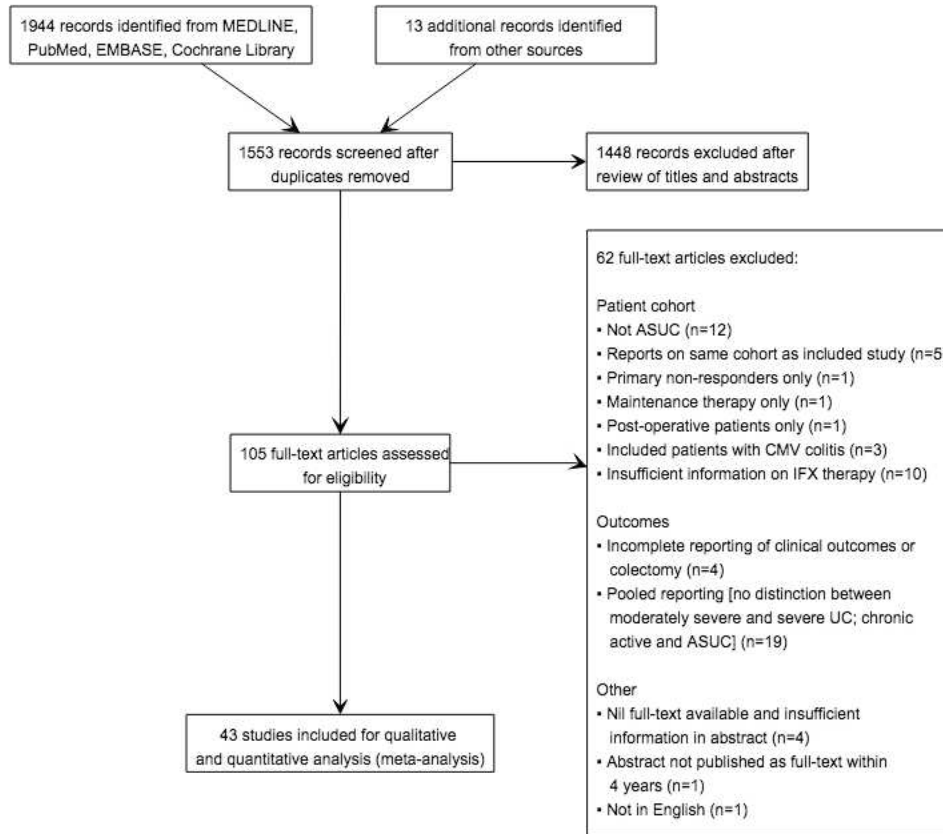 1944 records identified from MEDLINE,
PubMed, EMBASE, Cochrane Library
13 additional records identified
from other sources
1553 records screened after
duplicates removed
1448 records excluded after
review of titles and abstracts
62 full-text articles excluded:
Patient cohort
▪ Not ASUC (n=12)
▪ Reports on same cohort as included study (n=5
▪ Primary non-responders only (n=1)
▪ Maintenance therapy only (n=1)
▪ Post-operative patients only (n=1)
▪ Included patients with CMV colitis (n=3)
▪ Insufficient information on IFX therapy (n=10)
Outcomes
▪ Incomplete reporting of clinical outcomes or
colectomy (n=4)
▪ Pooled reporting [no distinction between
moderately severe and severe UC; chronic
active and ASUC] (n=19)
Other
▪ Nil full-text available and insufficient
information in abstract (n=4)
▪ Abstract not published as full-text within
4 years (n=1)
▪ Not in English (n=1)
105 full-text articles assessed
for eligibility
43 studies included for qualitative
and quantitative analysis (meta-analysis)